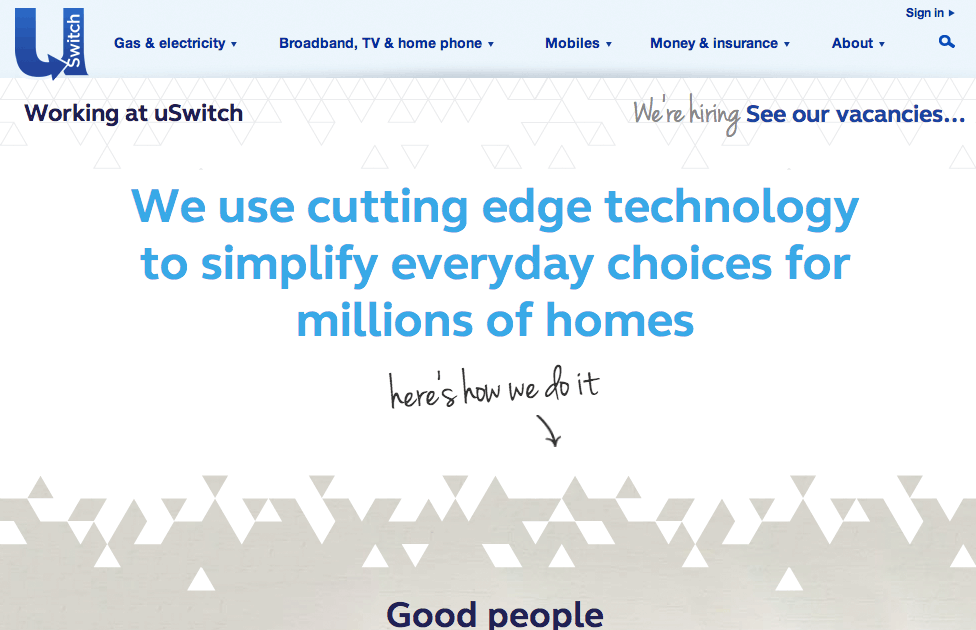 Sign in
uSwitch
Gas & electricity
Broadband, TV & home phone
Mobiles
Money & insurance
About
Working at uSwitch
We're hiring See our vacancies...
We use cutting edge technology
to simplify everyday choices for
millions of homes
here's how we do it
Good people